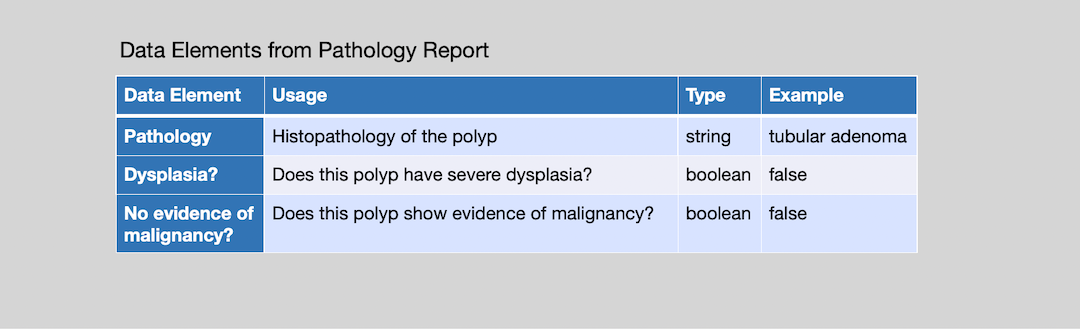 Data Elements from Pathology Report
Data Element Usage Type Example
Pathology Histopathology of the polyp string tubular adenoma
Dysplasia? Does this polyp have severe dysplasia? boolean false
No evidence of Does this polyp show evidence of malignancy? boolean false
malignancy?